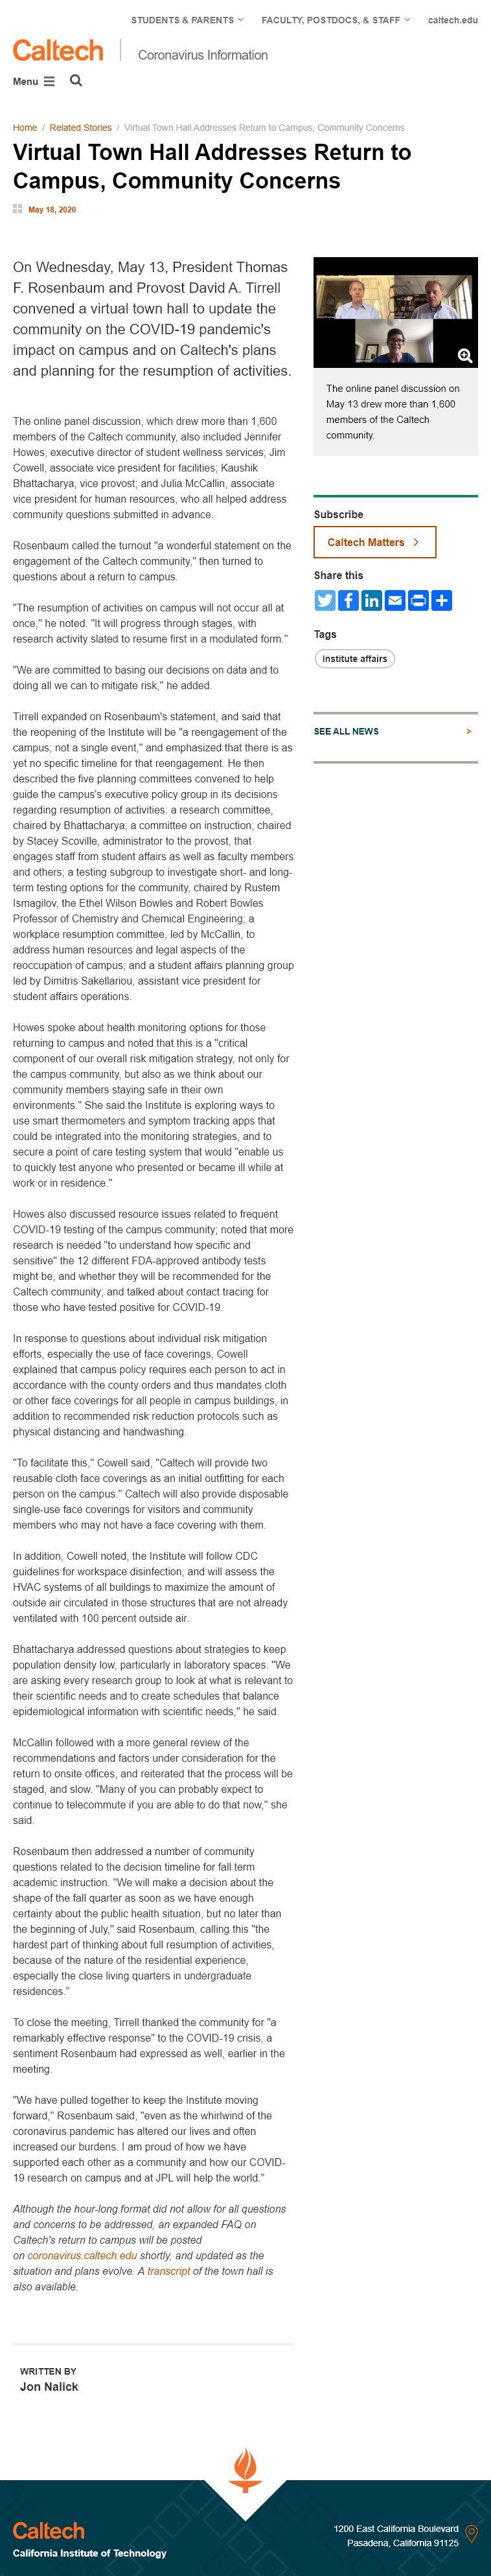 STUDENTS & PARENTS
FACULTY, POSTDOCS, & STAFF
caltech.edu
Caltech
Coronavirus Information
Menu
Home / Related Stories / Virtual Town Hall Addresses Return to Campus, Community Concerns
Virtual Town Hall Addresses Return to
Campus, Community Concerns
May 18, 2020
On Wednesday, May 13, President Thomas
F. Rosenbaum and Provost David A. Tirrell
convened a virtual town hall to update the
community on the COVID-19 pandemic's
impact on campus and on Caltech's plans
and planning for the resumption of activities.
The online panel discussion, which drew more than 1,600
members of the Caltech community, also included Jennifer
Howes, executive director of student wellness services; Jim
Cowell, associate vice president for facilities; Kaushik
Bhattacharya, vice provost; and Julia McCallin, associate
vice president for human resources, who all helped address
community questions submitted in advance.
Rosenbaum called the turnout "a wonderful statement on the
engagement of the Caltech community," then turned to
questions about a return to campus.
"The resumption of activities on campus will not occur all at
once," he noted. "It will progress through stages, with
research activity slated to resume first in a modulated form."
"We are committed to basing our decisions on data and to
doing all we can to mitigate risk," he added.
Tirrell expanded on Rosenbaum's statement, and said that
the reopening of the Institute will be "a reengagement of the
campus; not a single event," and emphasized that there is as
yet no specific timeline for that reengagement. He then
described the five planning committees convened to help
guide the campus's executive policy group in its decisions
regarding resumption of activities: a research committee,
chaired by Bhattacharya; a committee on instruction, chaired
by Stacey Scoville, administrator to the provost, that
engages staff from student affairs as well as faculty members
and others; a testing subgroup to investigate short- and long-
term testing options for the community, chaired by Rustem
Ismagilov, the Ethel Wilson Bowles and Robert Bowles
Professor of Chemistry and Chemical Engineering; a
workplace resumption committee, led by McCallin, to
address human resources and legal aspects of the
reoccupation of campus; and a student affairs planning group
led by Dimitris Sakellariou, assistant vice president for
student affairs operations.
Howes spoke about health monitoring options for those
returning to campus and noted that this is a "critical
component of our overall risk mitigation strategy, not only for
the campus community, but also as we think about our
community members staying safe in their own
environments." She said the Institute is exploring ways to
use smart thermometers and symptom tracking apps that
could be integrated into the monitoring strategies, and to
secure a point of care testing system that would "enable us
to quickly test anyone who presented or became ill while at
work or in residence."
Howes also discussed resource issues related to frequent
COVID-19 testing of the campus community; noted that more
research is needed "to understand how specific and
sensitive" the 12 different FDA-approved antibody tests
might be, and whether they will be recommended for the
Caltech community; and talked about contact tracing for
those who have tested positive for COVID-19.
In response to questions about individual risk mitigation
efforts, especially the use of face coverings, Cowell
explained that campus policy requires each person to act in
accordance with the county orders and thus mandates cloth
or other face coverings for all people in campus buildings, in
addition to recommended risk reduction protocols such as
physical distancing and handwashing.
"To facilitate this," Cowell said, "Caltech will provide two
reusable cloth face coverings as an initial outfitting for each
person on the campus." Caltech will also provide disposable
single-use face coverings for visitors and community
members who may not have a face covering with them.
In addition, Cowell noted, the Institute will follow CDC
guidelines for workspace disinfection, and will assess the
HVAC systems of all buildings to maximize the amount of
outside air circulated in those structures that are not already
ventilated with 100 percent outside air.
Bhattacharya addressed questions about strategies to keep
population density low, particularly in laboratory spaces. "We
are asking every research group to look at what is relevant to
their scientific needs and to create schedules that balance
epidemiological information with scientific needs," he said.
McCallin followed with a more general review of the
recommendations and factors under consideration for the
return to onsite offices, and reiterated that the process will be
staged, and slow. "Many of you can probably expect to
continue to telecommute if you are able to do that now," she
said.
Rosenbaum then addressed a number of community
questions related to the decision timeline for fall term
academic instruction. "We will make a decision about the
shape of the fall quarter as soon as we have enough
certainty about the public health situation, but no later than
the beginning of July," said Rosenbaum, calling this "the
hardest part of thinking about full resumption of activities,
because of the nature of the residential experience,
especially the close living quarters in undergraduate
residences."
To close the meeting, Tirrell thanked the community for "a
remarkably effective response" to the COVID-19 crisis, a
sentiment Rosenbaum had expressed as well, earlier in the
meeting.
"We have pulled together to keep the Institute moving
forward," Rosenbaum said, "even as the whirlwind of the
coronavirus pandemic has altered our lives and often
increased our burdens. I am proud of how we have
supported each other as a community and how our COVID-
19 research on campus and at JPL will help the world."
Although the hour-long format did not allow for all questions
and concerns to be addressed, an expanded FAQ on
Caltech's return to campus will be posted
on coronavirus.caltech.edu shortly, and updated as the
situation and plans evolve. A transcript of the town hall is
also available.
The online panel discussion on
May 13 drew more than 1,600
members of the Caltech
community.
Subscribe
Caltech Matters
Share this
Tags
Institute affairs
SEE ALL NEWS
>
WRITTEN BY
Jon Nalick
Caltech
California Institute of Technology
1200 East California Boulevard
Pasadena, California 91125